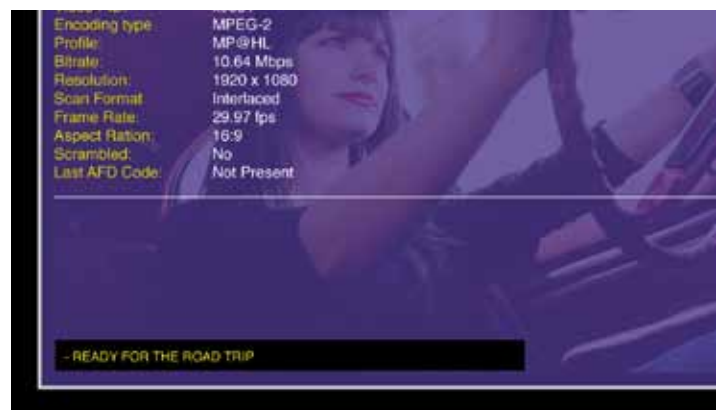 Encoding type MPEG-2
Profile: MP@HL
Bitrate: 10.64 Mbps
Resolution: 1920 x 1080
Scan Format Interlaced
Frame Rate: 29.97 fps
Aspect Ration: 16:9
Scrambled: No
Last AFD Code: Not Present
- READY FOR THE ROAD TRIP